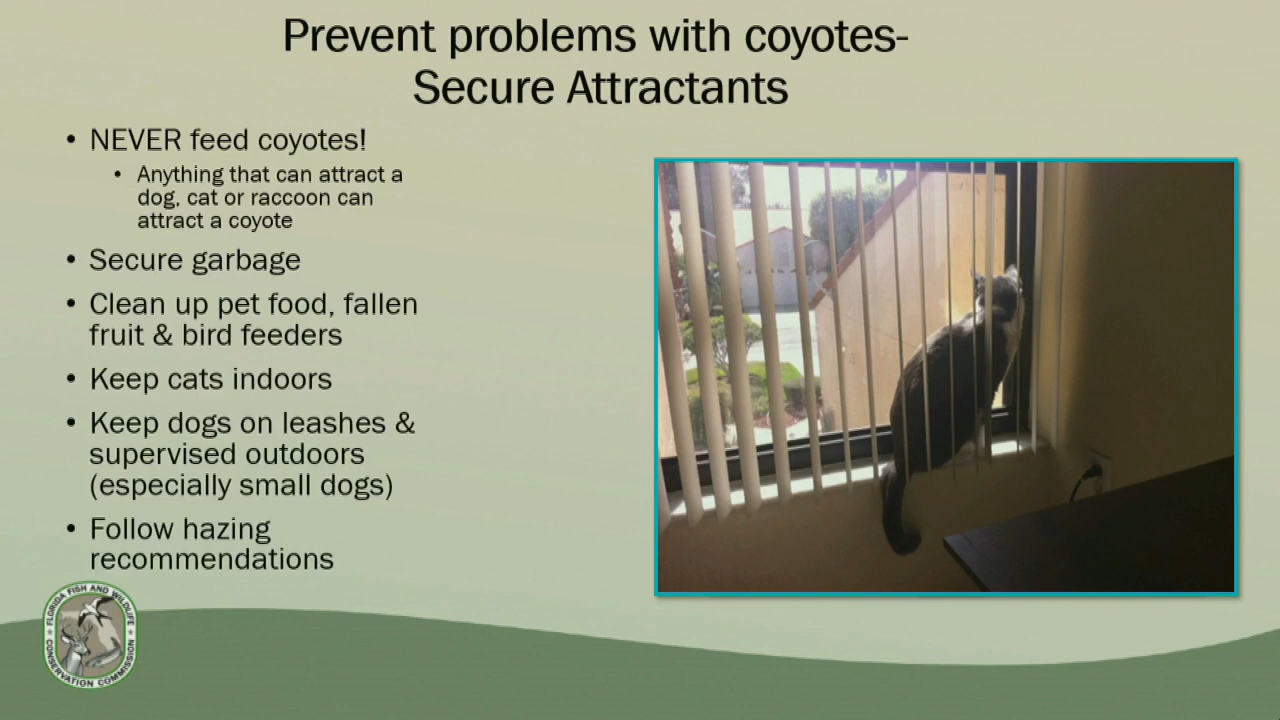 Prevent problems with coyotes-
Secure Attractants
• NEVER feed coyotes!
• Anything that can attract a
dog, cat or raccoon can
attract a coyote
• Secure garbage
• Clean up pet food, fallen
fruit & bird feeders
• Keep cats indoors
• Keep dogs on leashes &
supervised outdoors
(especially small dogs)
• Follow hazing
recommendations
FLORIDA FISH AND WILDLIFE
CONSERVATION COMMISSION